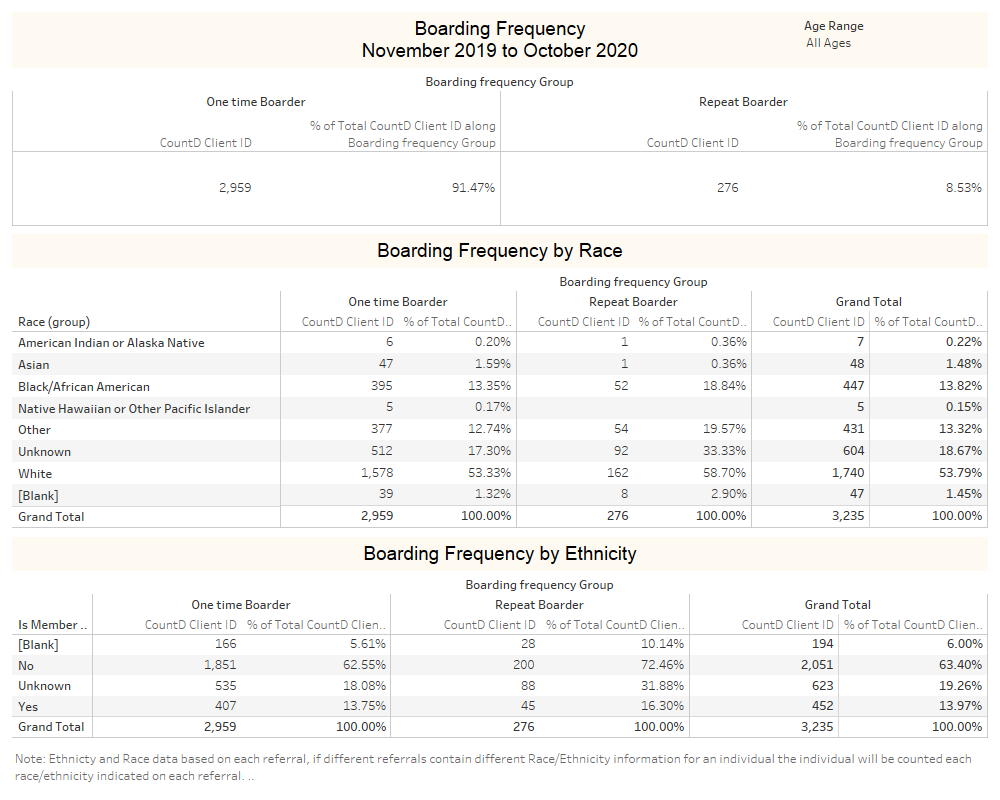 Boarding Frequency
November 2019 to October 2020
Age Range
All Ages
Boarding frequency Group
One time Boarder Repeat Boarder
CountD Client ID % of Total CountD Client ID along Boarding frequency Group CountD Client ID % of Total CountD Client ID along Boarding frequency Group
2,959 91.47% 276 8.53%
Boarding Frequency by Race
Boarding frequency Group
One time Boarder Repeat Boarder Grand Total
Race (group) CountD Client ID % of Total CountD.. CountD Client ID % of Total CountD.. CountD Client ID % of Total CountD..
American Indian or Alaska Native 6 0.20% 1 0.36% 7 0.22%
Asian 47 1.59% 1 0.36% 48 1.48%
Black/African American 395 13.35% 52 18.84% 447 13.82%
Native Hawaiian or Other Pacific Islander 5 0.17% 5 0.15%
Other 377 12.74% 54 19.57% 431 13.32%
Unknown 512 17.30% 92 33.33% 604 18.67%
White 1,578 53.33% 162 58.70% 1,740 53.79%
[Blank] 39 1.32% 8 2.90% 47 1.45%
Grand Total 2,959 100.00% 276 100.00% 3,235 100.00%
Boarding Frequency by Ethnicity
Boarding frequency Group
One time Boarder Repeat Boarder Grand Total
Is Member .. CountD Client ID % of Total CountD Clien.. CountD Client ID % of Total CountD Clien.. CountD Client ID % of Total CountD Clien..
[Blank] 166 5.61% 28 10.14% 194 6.00%
No 1,851 62.55% 200 72.46% 2,051 63.40%
Unknown 535 18.08% 88 31.88% 623 19.26%
Yes 407 13.75% 45 16.30% 452 13.97%
Grand Total 2,959 100.00% 276 100.00% 3,235 100.00%
Note: Ethnicty and Race data based on each referral, if different referrals contain different Race/Ethnicity information for an individual the individual will be counted each
race/ethnicity indicated on each referral. ..